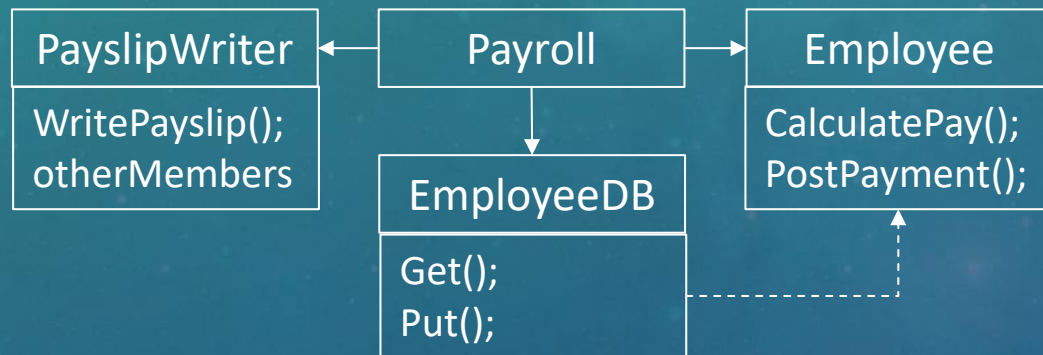 PayslipWriter
WritePayslip();
otherMembers
Payroll
EmployeeDB
Get();
Put();
Employee
CalculatePay();
PostPayment();